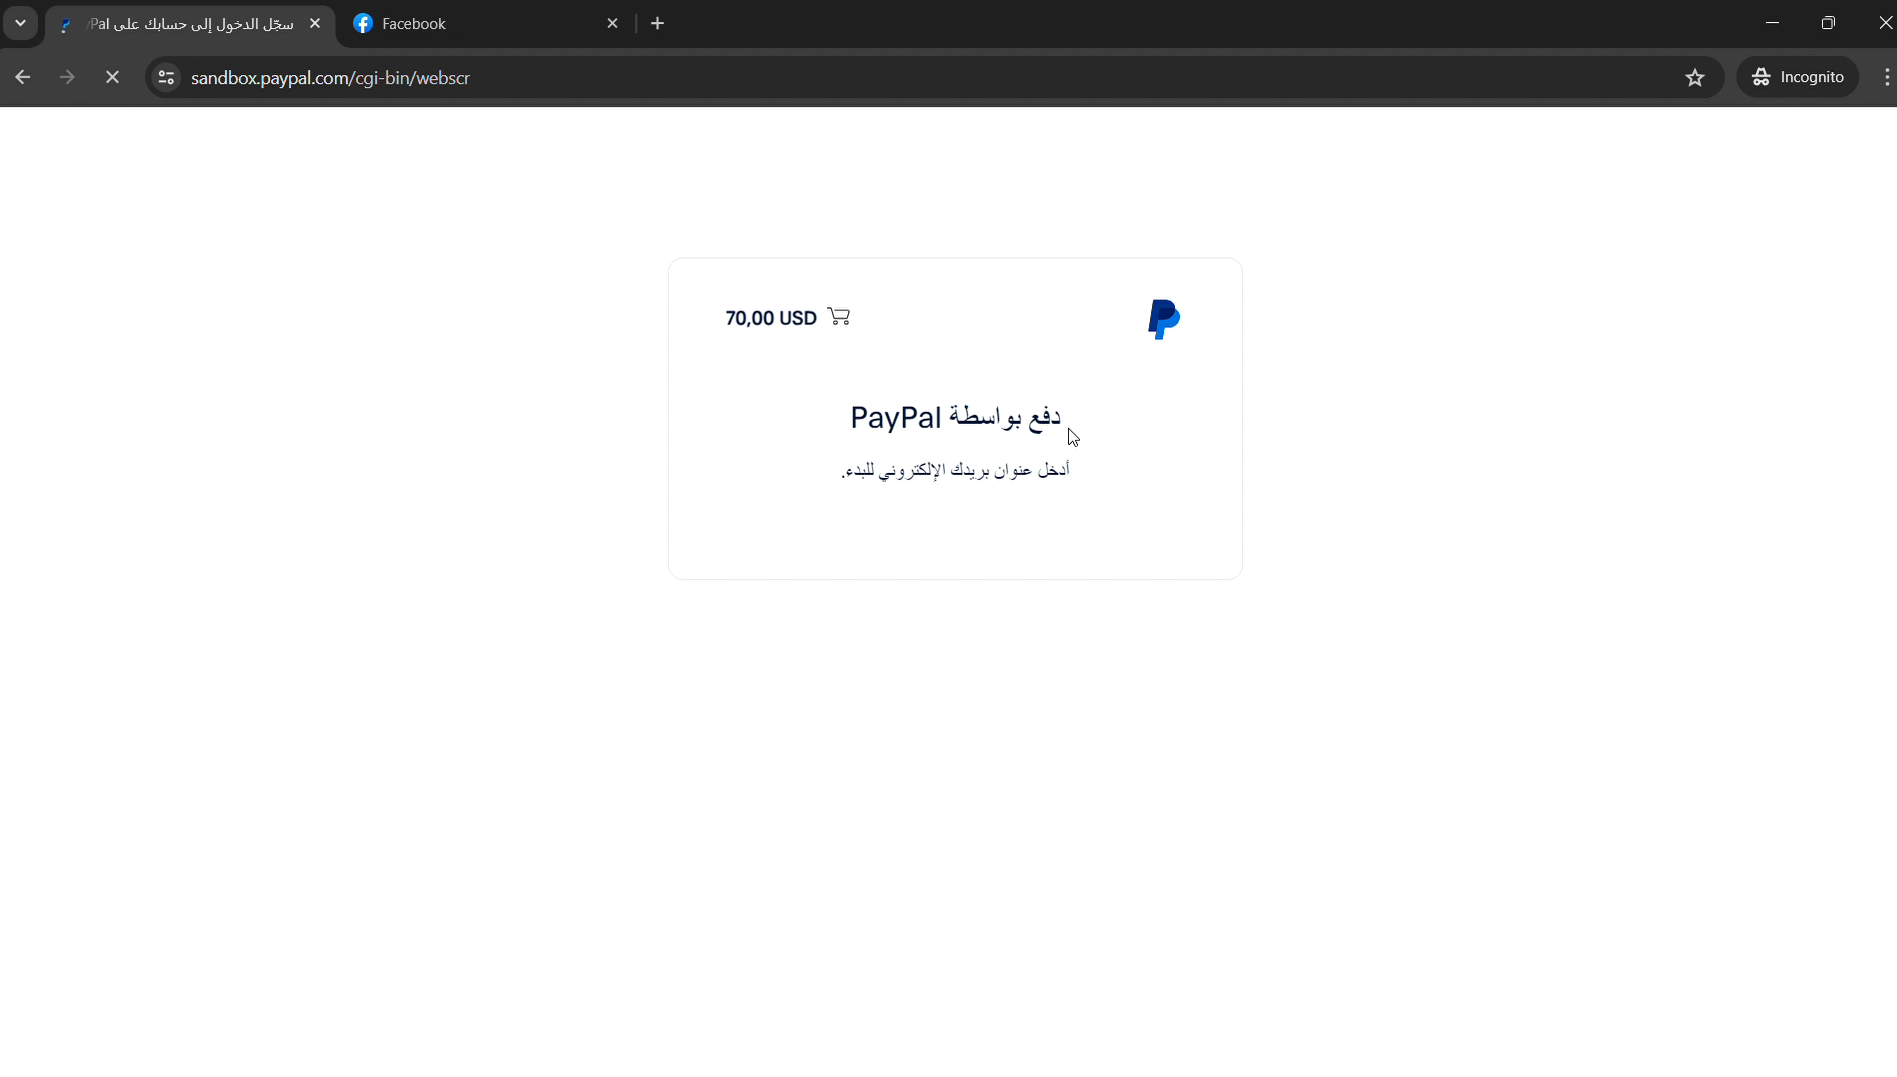 سجّل الدخول إلى حسابك على
Facebook
sandbox.paypal.com/cgi-bin/webscr
Incognito
70,00 USD
دفع بواسطة PayPal
أدخل عنوان بريدك الإلكتروني للبدء.